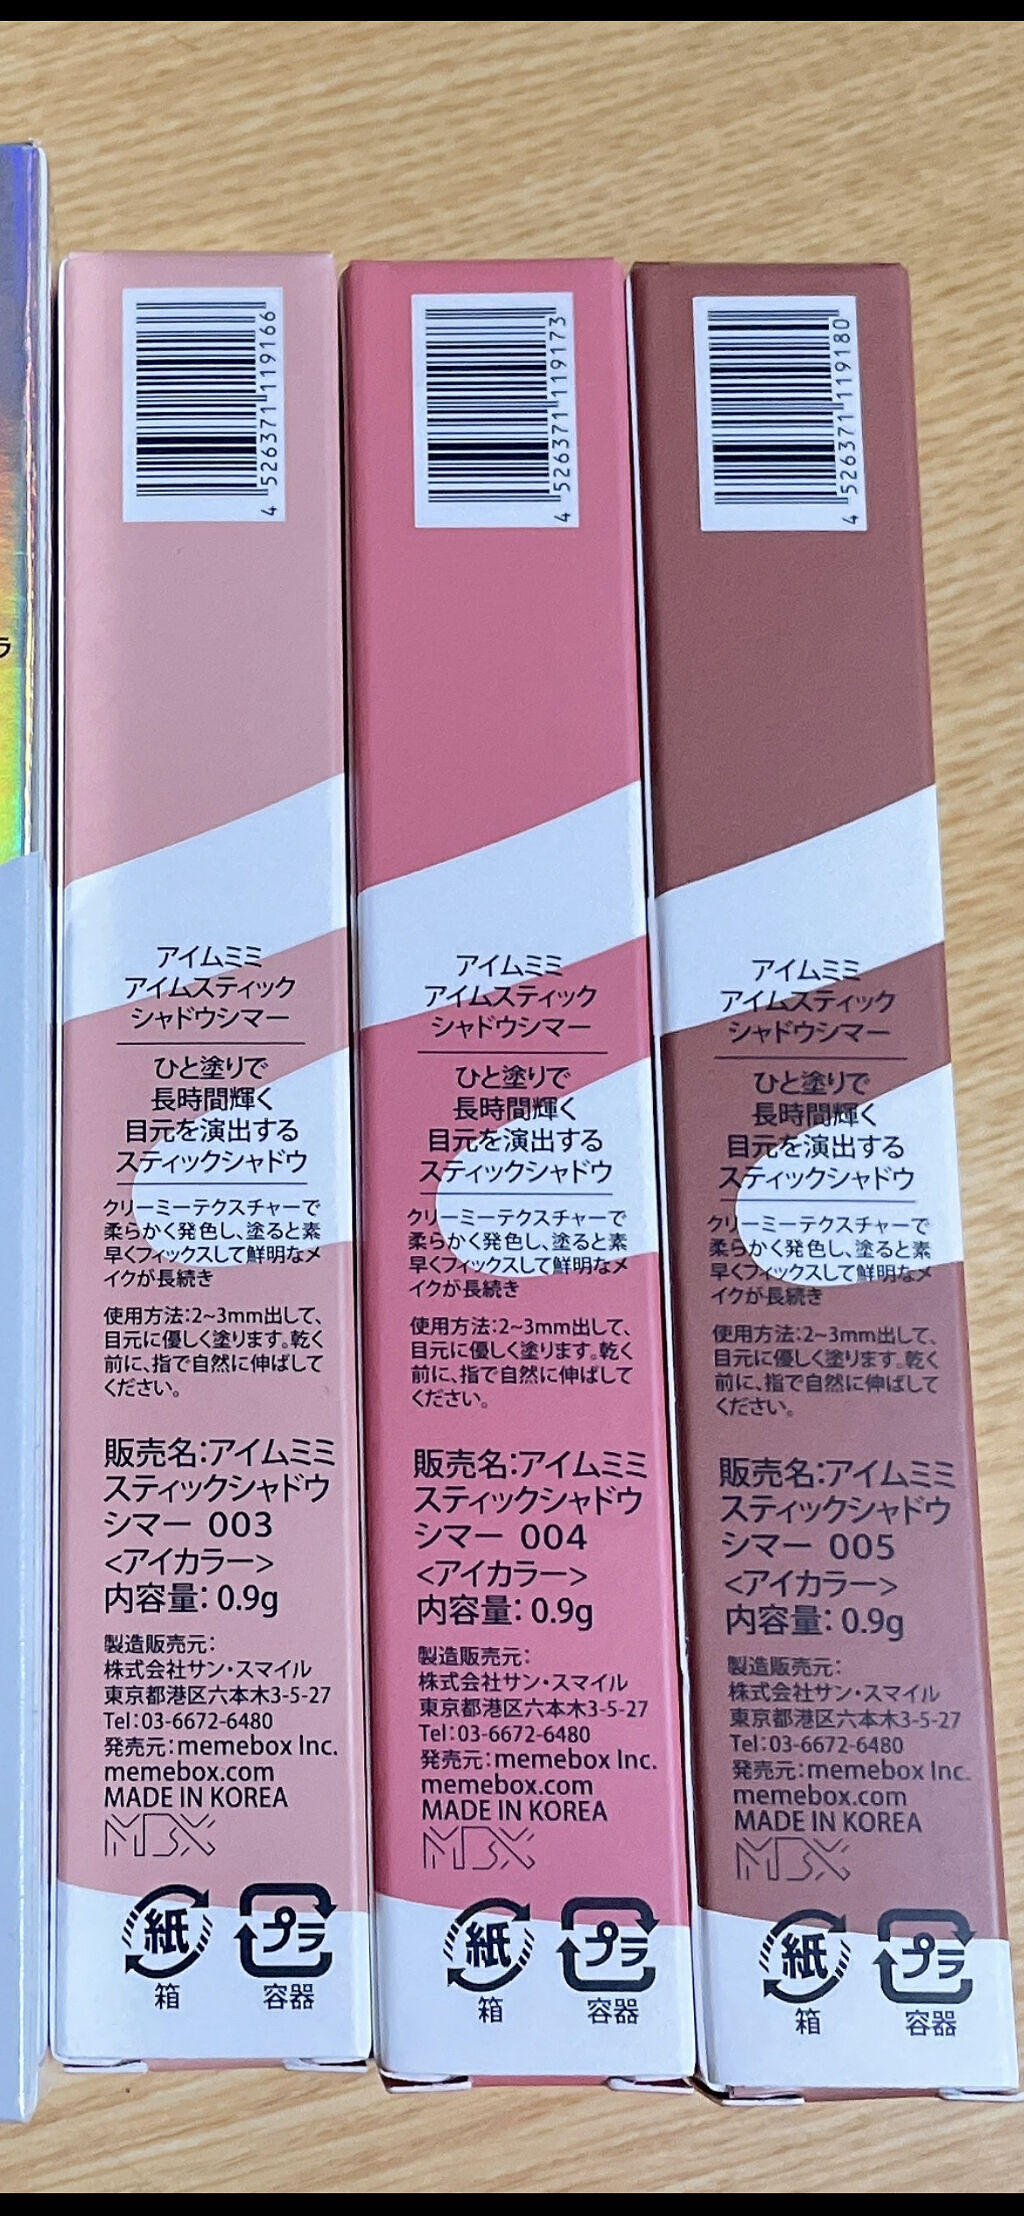 ラ
4 526371 119166
アイムミミ
アイムスティック
シャドウシマー
ひと塗りで
長時間輝く
目元を演出する
スティックシャドウ
クリーミーテクスチャーで
柔らかく発色し、塗ると素
早くフィックスして鮮明なメ
イクが長続き
使用方法:2~3mm出して、
目元に優しく塗ります。乾く
前に、指で自然に伸ばして
ください。
販売名:アイムミミ
スティックシャドウ
シマー 003
<アイカラー>
内容量: 0.9g
製造販売元:
株式会社サン・スマイル
東京都港区六本木3-5-27
Tel:03-6672-6480
発売元:memebox Inc.
memebox.com
MADE IN KOREA
MBX
紙
箱
プラ
容器
4 526371 119173
アイムミミ
アイムスティック
シャドウシマー
ひと塗りで
長時間輝く
目元を演出する
スティックシャドウ
クリーミーテクスチャーで
柔らかく発色し、塗ると素
早くフィックスして鮮明なメ
イクが長続き
使用方法:2~3mm出して、
目元に優しく塗ります。乾く
前に、指で自然に伸ばして
ください。
販売名:アイムミミ
スティックシャドウ
シマー 004
<アイカラー>
内容量: 0.9g
製造販売元:
株式会社サン・スマイル
東京都港区六本木3-5-27
Tel:03-6672-6480
発売元:memebox Inc.
memebox.com
MADE IN KOREA
MBX
紙
箱
プラ
容器
4 526371 119180
アイムミミ
アイムスティック
シャドウシマー
ひと塗りで
長時間輝く
目元を演出する
スティックシャドウ
クリーミーテクスチャーで
柔らかく発色し、塗ると素
早くフィックスして鮮明なメ
イクが長続き
使用方法:2~3mm出して、
目元に優しく塗ります。乾く
前に、指で自然に伸ばして
ください。
販売名:アイムミミ
スティックシャドウ
シマー 005
<アイカラー>
内容量: 0.9g
製造販売元:
株式会社サン・スマイル
東京都港区六本木3-5-27
Tel:03-6672-6480
発売元:memebox Inc.
memebox.com
MADE IN KOREA
MBX
紙
箱
プラ
容器